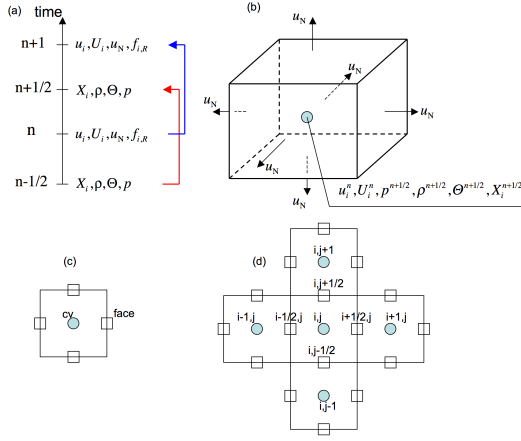 (a) time
n+1 u_i, U_i, u_N, f_{i,R}
n+1/2 X_i, ρ, Θ, p
n u_i, U_i, u_N, f_{i,R}
n-1/2 X_i, ρ, Θ, p
(b)
u_N
u_N
u_N
u_N
u_N
u_N
u_i^n, U_i^n, p^{n+1/2}, ρ^{n+1/2}, Θ^{n+1/2}, X_i^{n+1/2}
(c)
cv face
(d)
i,j+1
i,j+1/2
i-1,j i-1/2,j i,j i+1/2,j i+1,j
i,j-1/2
i,j-1